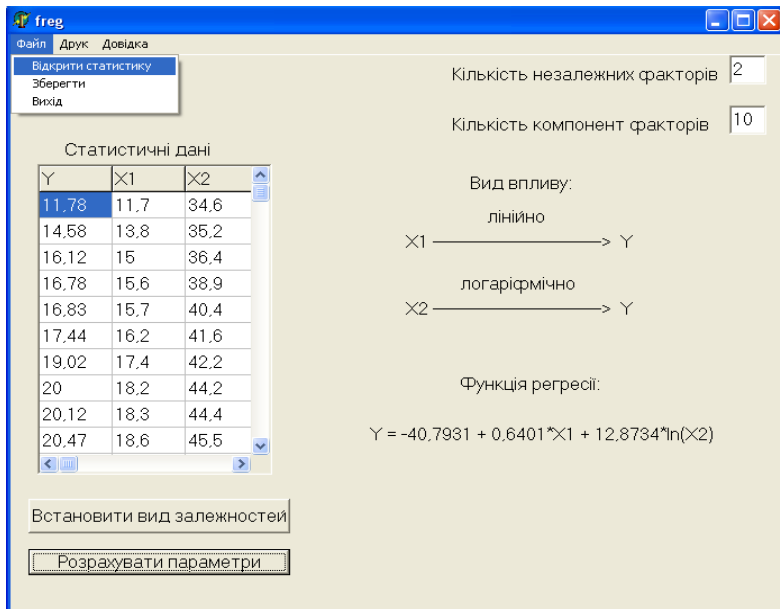 freg
Файл Друк Довідка
Відкрити статистику
Зберегти
Вихід
Кількість незалежних факторів 2
Кількість компонент факторів 10
Статистичні дані
Y X1 X2
11,78 11,7 34,6
14,58 13,8 35,2
16,12 15 36,4
16,78 15,6 38,9
16,83 15,7 40,4
17,44 16,2 41,6
19,02 17,4 42,2
20 18,2 44,2
20,12 18,3 44,4
20,47 18,6 45,5
Вид впливу:
лінійно
X1 -> Y
логаріфмічно
X2 -> Y
Функція регресії:
Y = -40,7931 + 0,6401*X1 + 12,8734*ln(X2)
Встановити вид залежностей
Розрахувати параметри